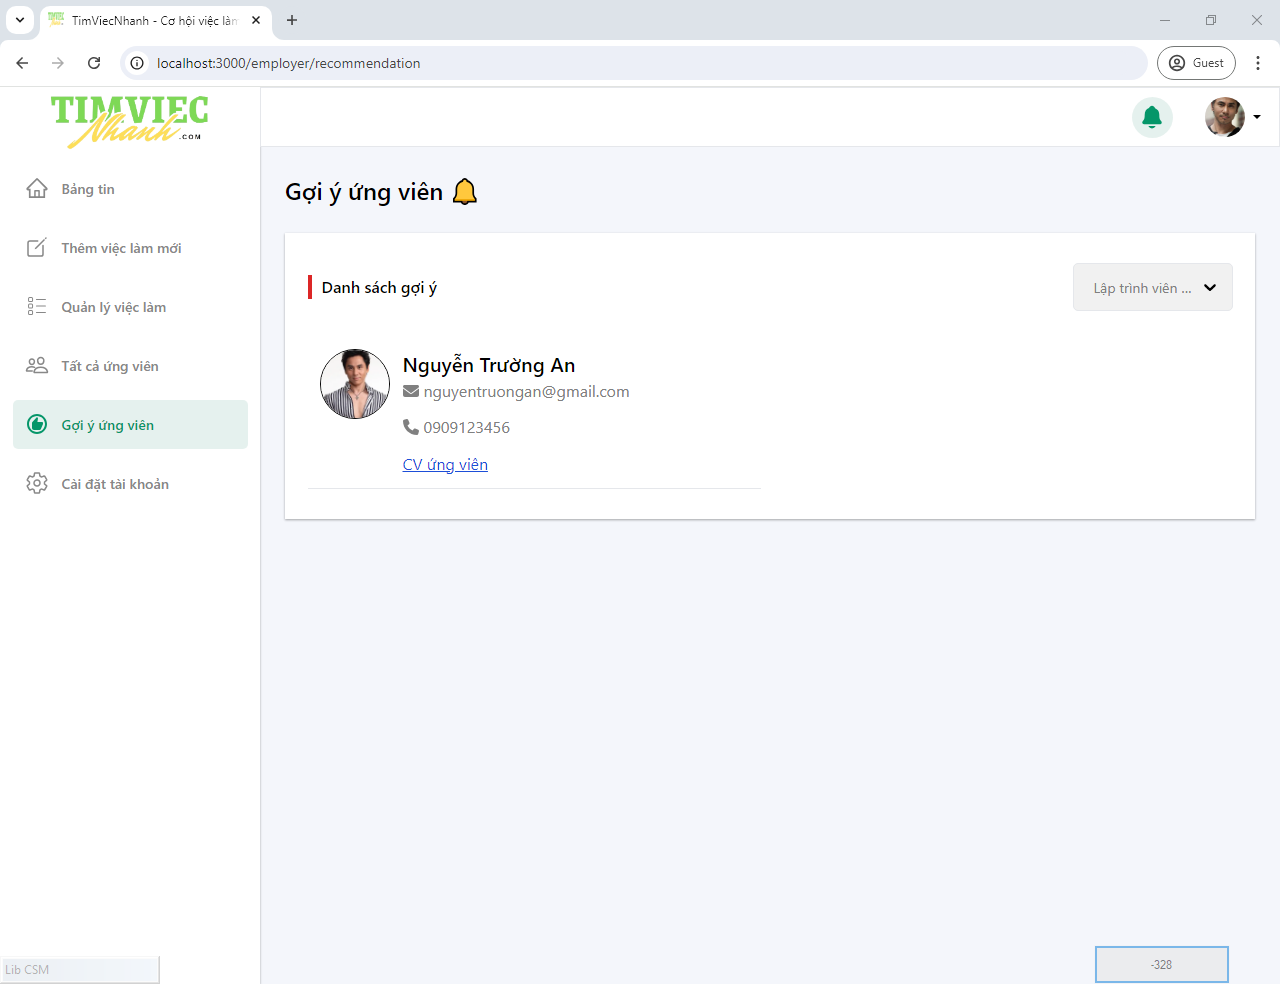 TimViecNhanh - Cơ hội việc làm
localhost:3000/employer/recommendation
Guest
TIMVIEC
Nhanh
.COM
Bảng tin
Thêm việc làm mới
Quản lý việc làm
Tất cả ứng viên
Gợi ý ứng viên
Cài đặt tài khoản
Gợi ý ứng viên
Danh sách gợi ý
Lập trình viên ...
Nguyễn Trường An
nguyentruongan@gmail.com
0909123456
CV ứng viên
Lib CSM
-328